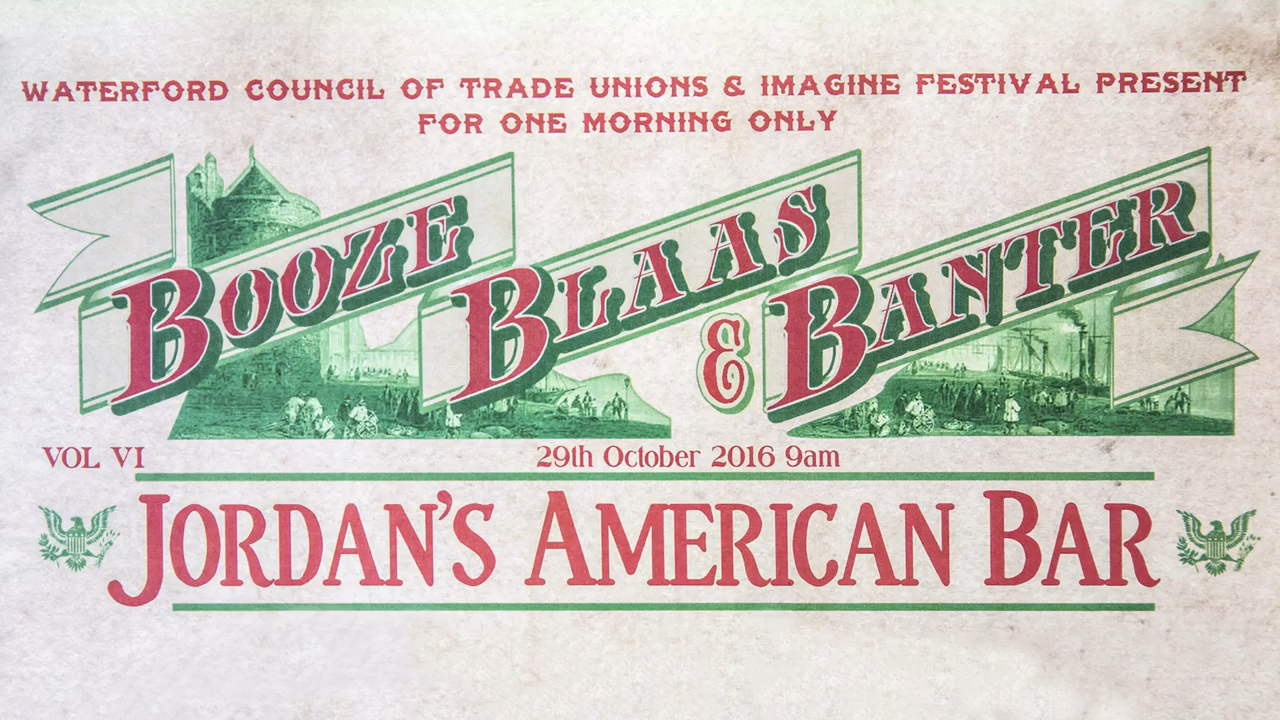 WATERFORD COUNCIL OF TRADE UNIONS & IMAGINE FESTIVAL PRESENT
FOR ONE MORNING ONLY
BOOZE BLAAS & BANTER
VOL VI
29th October 2016 9am
JORDAN'S AMERICAN BAR